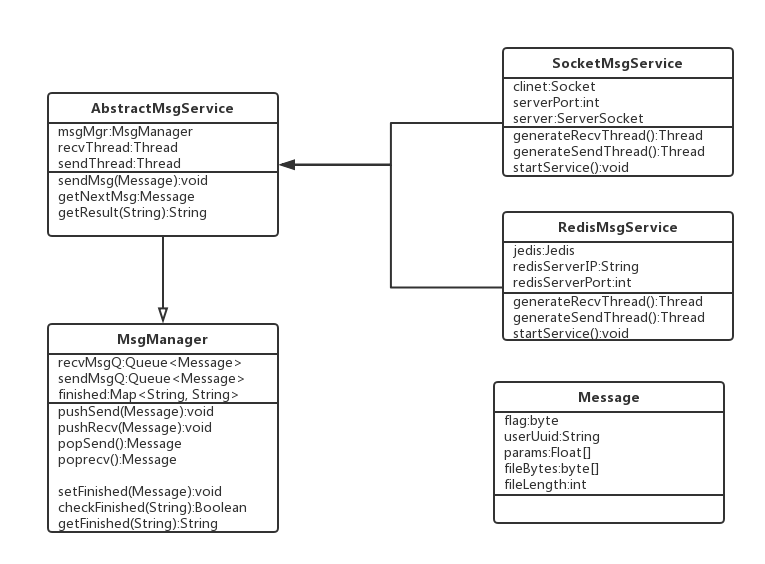 AbstractMsgService
msgMgr:MsgManager
recvThread:Thread
sendThread:Thread
sendMsg(Message):void
getNextMsg:Message
getResult(String):String
MsgManager
recvMsgQ:Queue<Message>
sendMsgQ:Queue<Message>
finished:Map<String, String>
pushSend(Message):void
pushRecv(Message):void
popSend():Message
poprecv():Message
setFinished(Message):void
checkFinished(String):Boolean
getFinished(String):String
SocketMsgService
clinet:Socket
serverPort:int
server:ServerSocket
generateRecvThread():Thread
generateSendThread():Thread
startService():void
RedisMsgService
jedis:Jedis
redisServerIP:String
redisServerPort:int
generateRecvThread():Thread
generateSendThread():Thread
startService():void
Message
flag:byte
userUuid:String
params:Float[]
fileBytes:byte[]
fileLength:int